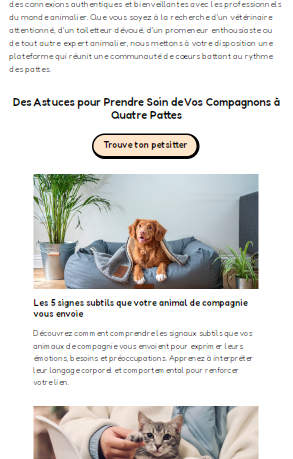 des connexions authentiques et bienveillantes avec les professionnels
du monde animalier. Que vous soyez à la recherche d'un vétérinaire
attentionné, d'un toiletteur dévoué, d'un promeneur enthousiaste ou
de tout autre expert animalier, nous mettons à votre disposition une
plateforme qui réunit une communauté de cœurs battant au rythme
des pattes.
Des Astuces pour Prendre Soin de Vos Compagnons à
Quatre Pattes
Trouve ton petsitter
Les 5 signes subtils que votre animal de compagnie
vous envoie
Découvrez comment comprendre les signaux subtils que vos
animaux de compagnie vous envoient pour exprimer leurs
émotions, besoins et préoccupations. Apprenez à interpréter
leur langage corporel et comportemental pour renforcer
votre lien.